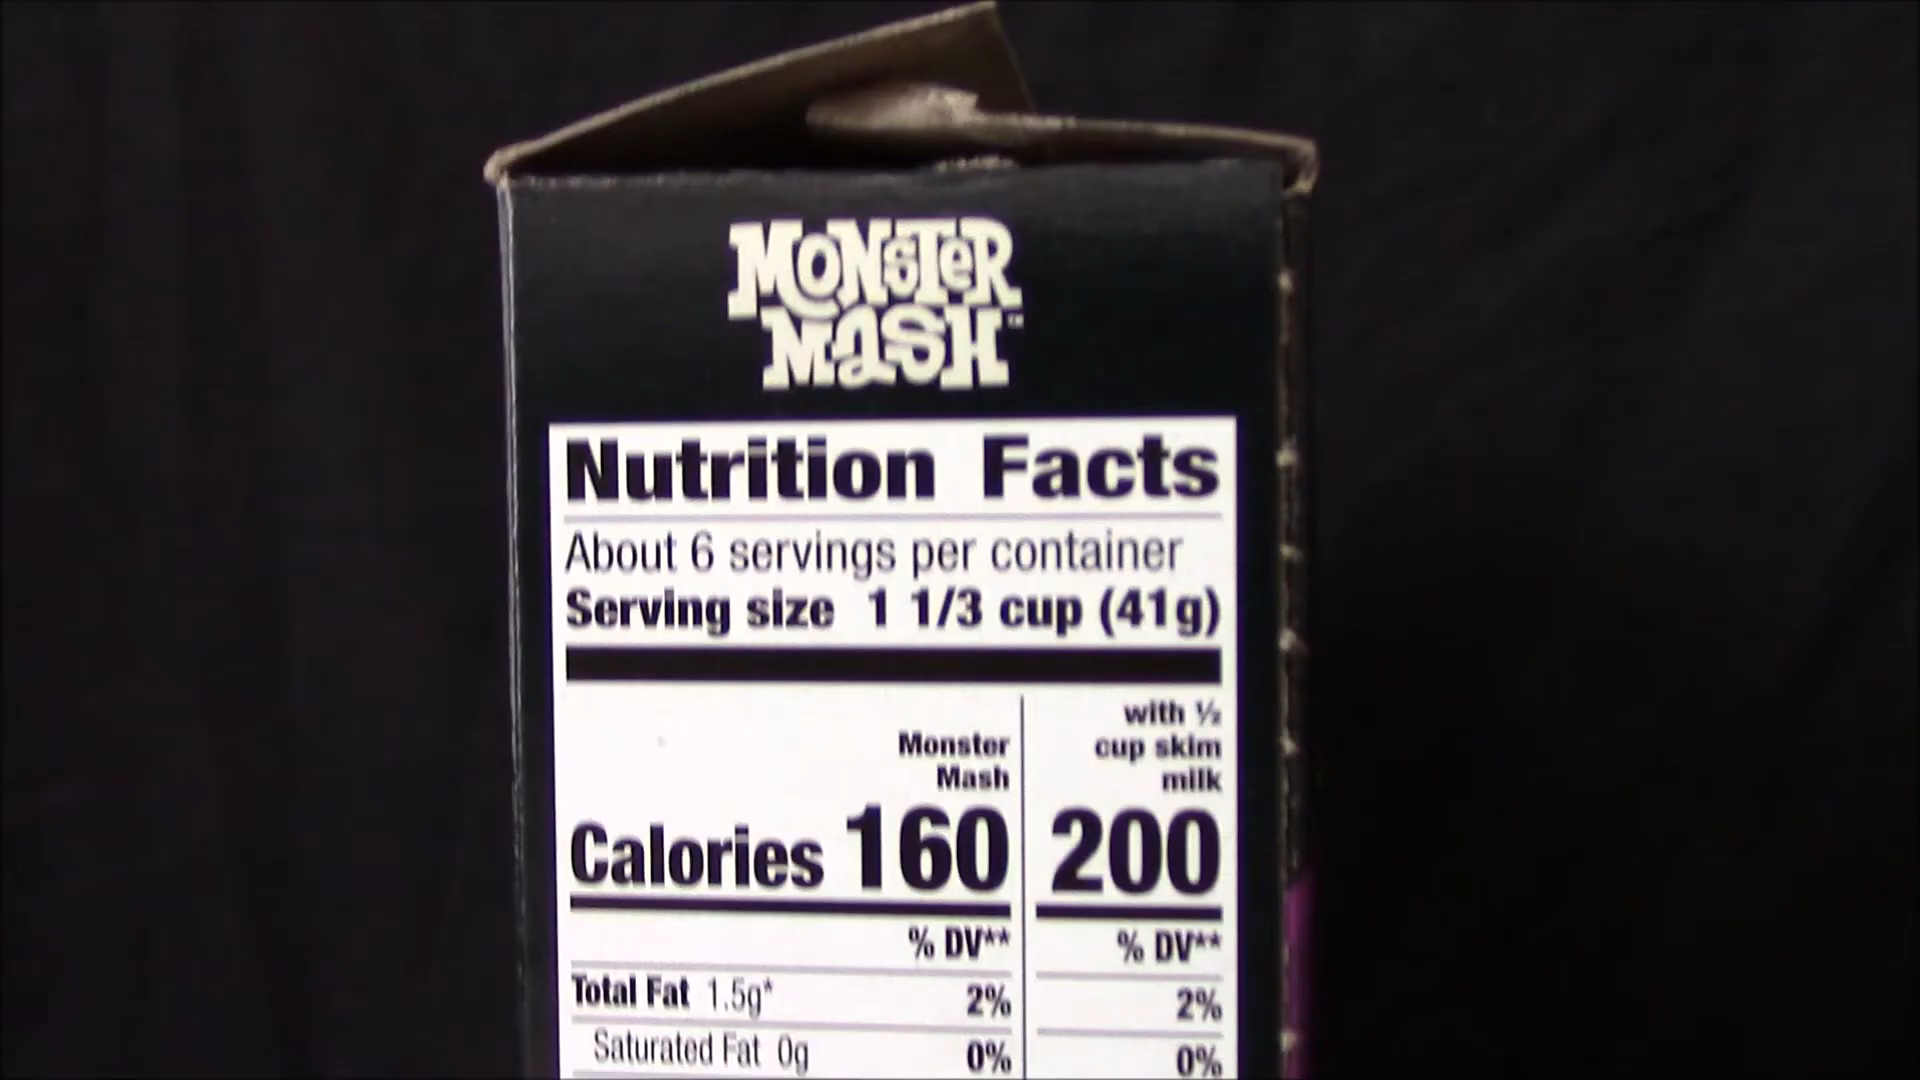 MONSTER
MASH™
Nutrition Facts
About 6 servings per container
Serving size 1 1/3 cup (41g)
Monster
Mash
with ½
cup skim
milk
Calories 160 200
% DV** % DV**
Total Fat 1.5g* 2% 2%
Saturated Fat 0g 0% 0%